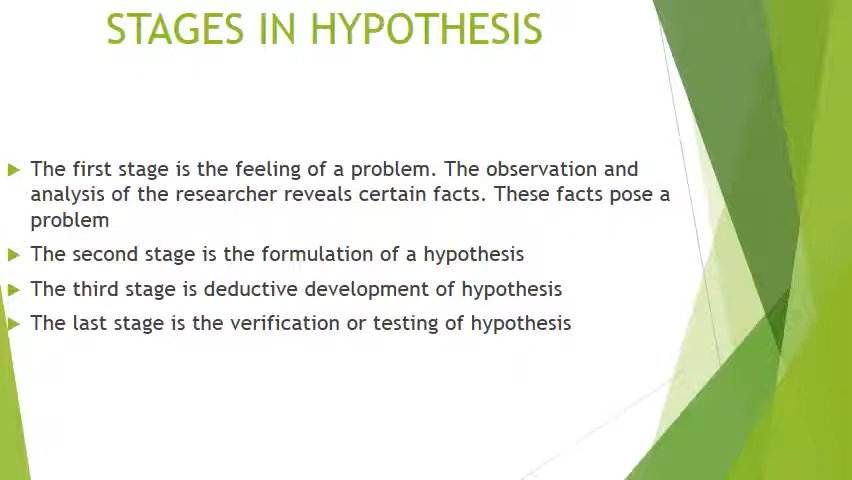 STAGES IN HYPOTHESIS
The first stage is the feeling of a problem. The observation and
analysis of the researcher reveals certain facts. These facts pose a
problem
The second stage is the formulation of a hypothesis
The third stage is deductive development of hypothesis
The last stage is the verification or testing of hypothesis